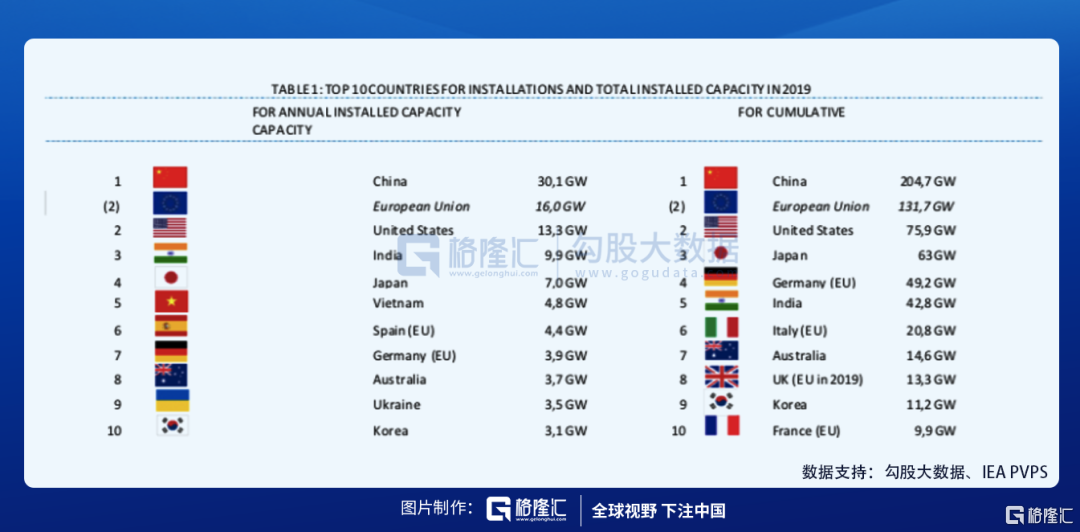 TABLE 1: TOP 10 COUNTRIES FOR INSTALLATIONS AND TOTAL INSTALLED CAPACITY IN 2019
FOR ANNUAL INSTALLED CAPACITY FOR CUMULATIVE
CAPACITY
1 China 30,1 GW 1 China 204,7 GW
(2) European Union 16,0 GW (2) European Union 131,7 GW
2 United States 13,3 GW 2 United States 75,9 GW
3 India 9,9 GW 3 Japan 63 GW
4 Japan 7,0 GW 4 Germany (EU) 49,2 GW
5 Vietnam 4,8 GW 5 India 42,8 GW
6 Spain (EU) 4,4 GW 6 Italy (EU) 20,8 GW
7 Germany (EU) 3,9 GW 7 Australia 14,6 GW
8 Australia 3,7 GW 8 UK (EU in 2019) 13,3 GW
9 Ukraine 3,5 GW 9 Korea 11,2 GW
10 Korea 3,1 GW 10 France (EU) 9,9 GW
格隆汇 勾股大数据
www.gelonghui.com www.gogudata.
数据支持：勾股大数据、IEA PVPS
图片制作： 格隆汇 全球视野 下注中国
www.gelonghui.com
格隆汇